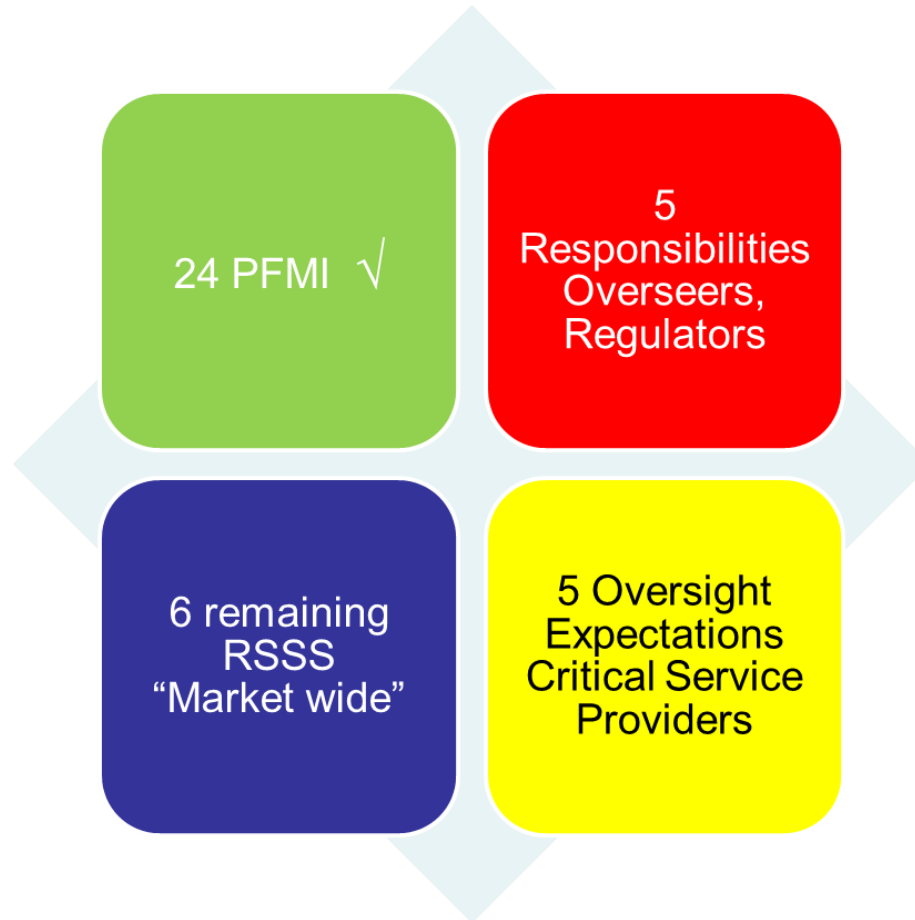 24 PFMI √
5
Responsibilities
Overseers,
Regulators
6 remaining
RSSS
“Market wide”
5 Oversight
Expectations
Critical Service
Providers